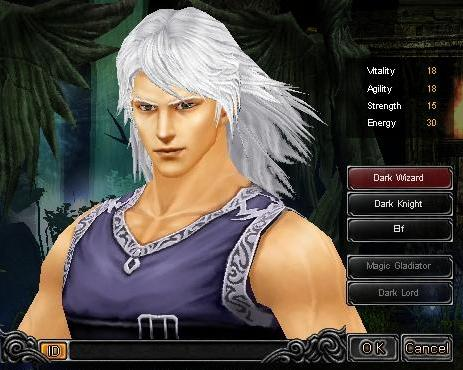 Vitality 18
Agility 18
Strength 15
Energy 30
Dark Wizard
Dark Knight
Elf
Magic Gladiator
Dark Lord
ID
OK
Cancel